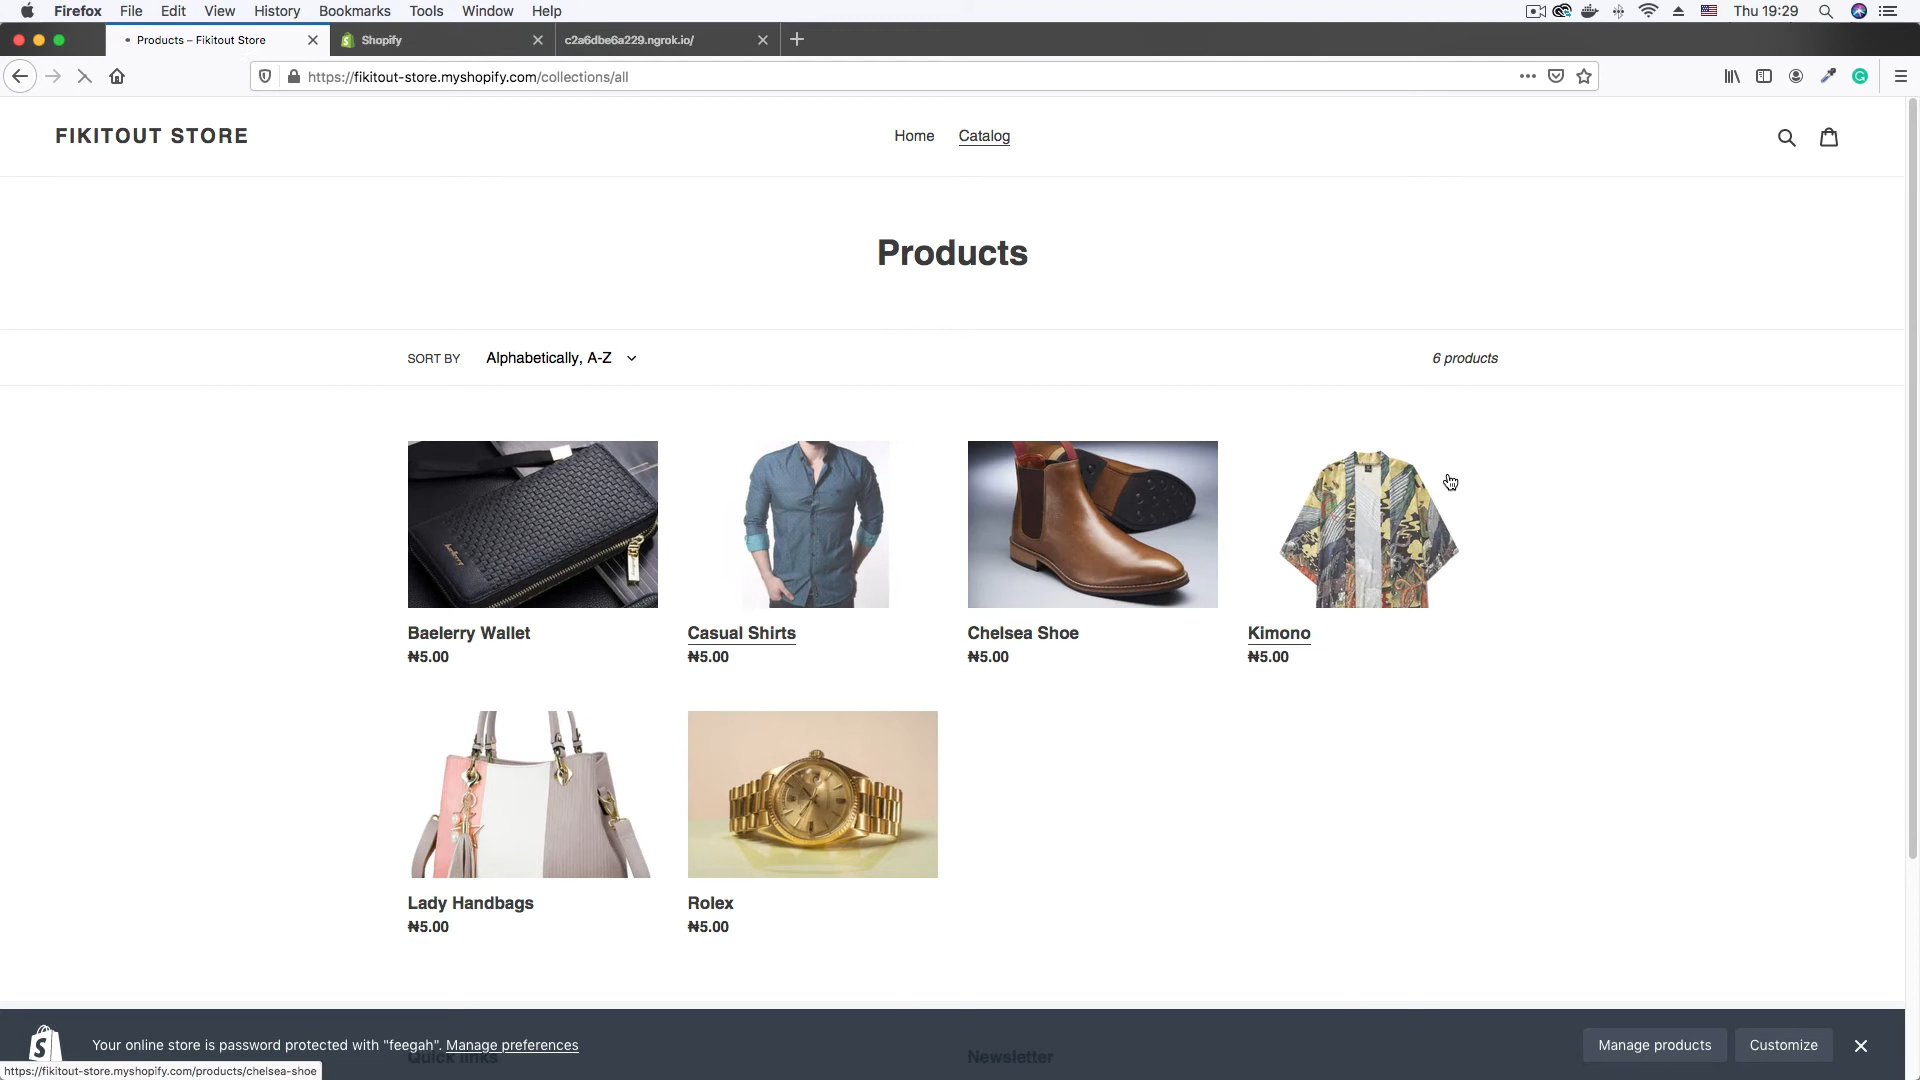 Firefox File Edit View History Bookmarks Tools Window Help Thu 19:29
Products – Fikitout Store Shopify c2a6dbe6a229.ngrok.io/
https://fikitout-store.myshopify.com/collections/all
FIKITOUT STORE Home Catalog
Products
SORT BY Alphabetically, A-Z 6 products
Baelerry Wallet Casual Shirts Chelsea Shoe Kimono
₦5.00 ₦5.00 ₦5.00 ₦5.00
Lady Handbags Rolex
₦5.00 ₦5.00
Your online store is password protected with "feegah". Manage preferences Manage products Customize
Quick links Newsletter
https://fikitout-store.myshopify.com/products/chelsea-shoe